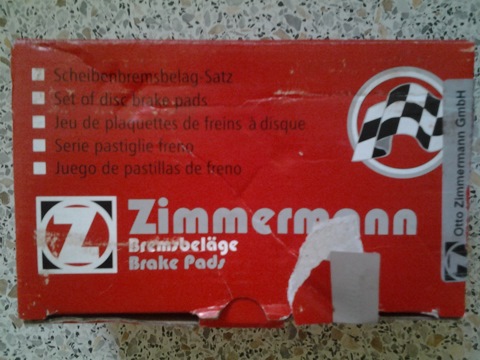 Scheibenbremsbelag-Satz
Set of disc brake pads
Jeu de plaquettes de freins à disque
Serie pastiglie freno
Juego de pastillas de freno
Z Zimmermann
Bremsbeläge
Brake Pads
Otto Zimmermann GmbH
Z